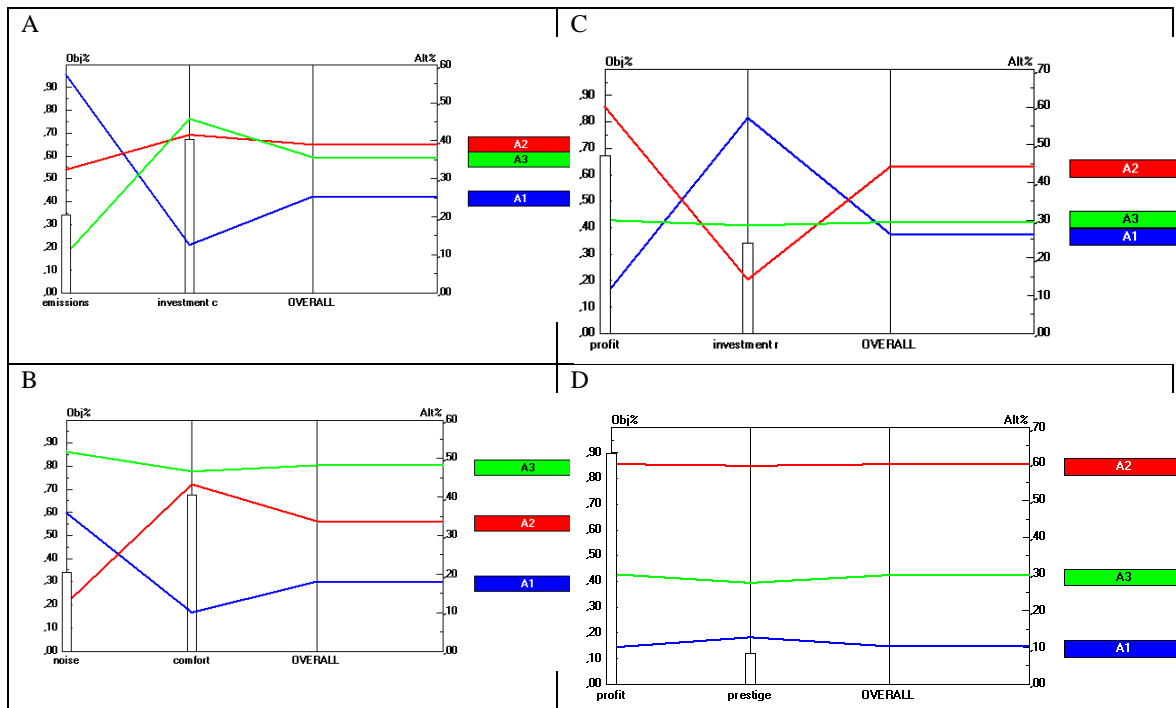 A
Obj% Alt%
,90
,80
,70
,60
,50
,40
,30
,20
,10
,00
,60
,50
,40
,30
,20
,10
,00
emissions investment c OVERALL
A2
A3
A1
C
Obj% Alt%
,90
,80
,70
,60
,50
,40
,30
,20
,10
,00
,70
,60
,50
,40
,30
,20
,10
,00
profit investment r OVERALL
A2
A3
A1
B
Obj% Alt%
,90
,80
,70
,60
,50
,40
,30
,20
,10
,00
,60
,50
,40
,30
,20
,10
,00
noise comfort OVERALL
A3
A2
A1
D
Obj% Alt%
,90
,80
,70
,60
,50
,40
,30
,20
,10
,00
,70
,60
,50
,40
,30
,20
,10
,00
profit prestige OVERALL
A2
A3
A1